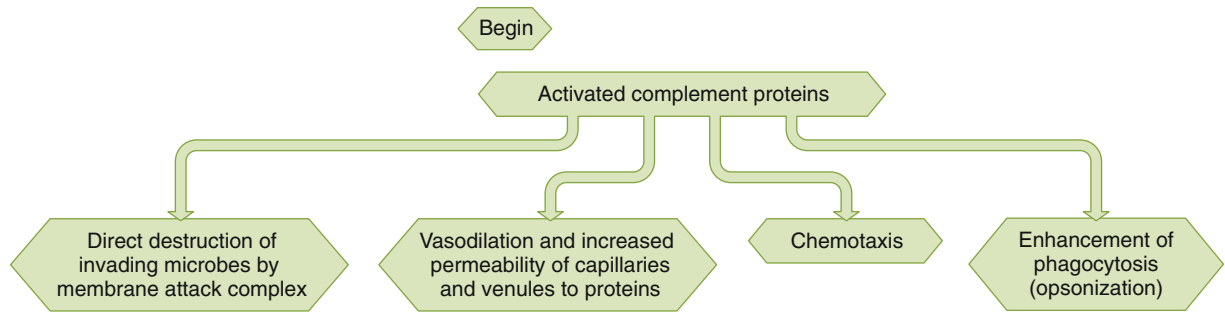 Begin
Activated complement proteins
Direct destruction of
invading microbes by
membrane attack complex
Vasodilation and increased
permeability of capillaries
and venules to proteins
Chemotaxis
Enhancement of
phagocytosis
(opsonization)